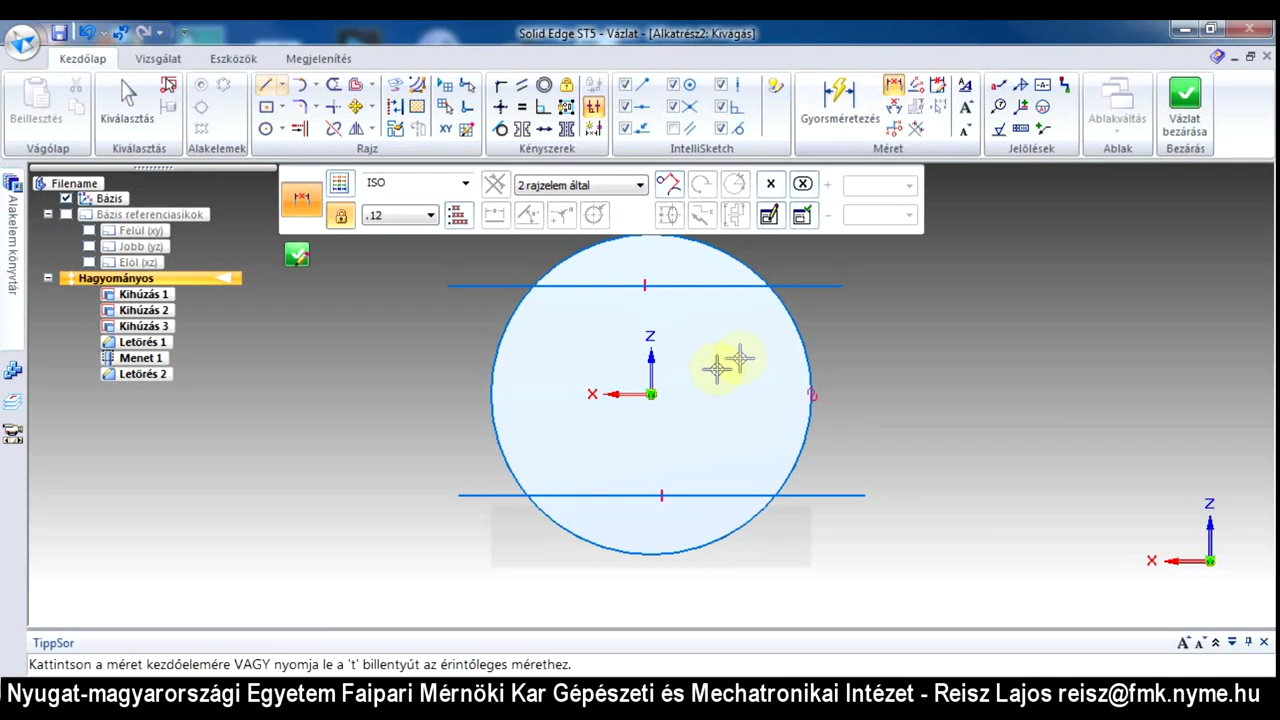 Solid Edge ST5 - Vázlat - [Alkatrész2: Kivágás]
Kezdőlap Vizsgálat Eszközök Megjelenítés
Beillesztés Kiválasztás Gyorsméretezés Ablakváltás Vázlat bezárása
Vágólap Kiválasztás Alakelemek Rajz Kényszerek IntelliSketch Méret Jelölések Ablak Bezárás
Alakelem könyvtár
ISO 2 rajzelem által
.12
Filename
Bázis
Bázis referenciasíkok
Felül (xy)
Jobb (yz)
Elöl (xz)
Hagyományos
Kihúzás 1
Kihúzás 2
Kihúzás 3
Letörés 1
Menet 1
Letörés 2
Z
X
Z
X
TippSor
Kattintson a méret kezdőelemére VAGY nyomja le a 't' billentyűt az érintőleges mérethez.
Nyugat-magyarországi Egyetem Faipari Mérnöki Kar Gépészeti és Mechatronikai Intézet - Reisz Lajos reisz@fmk.nyme.hu